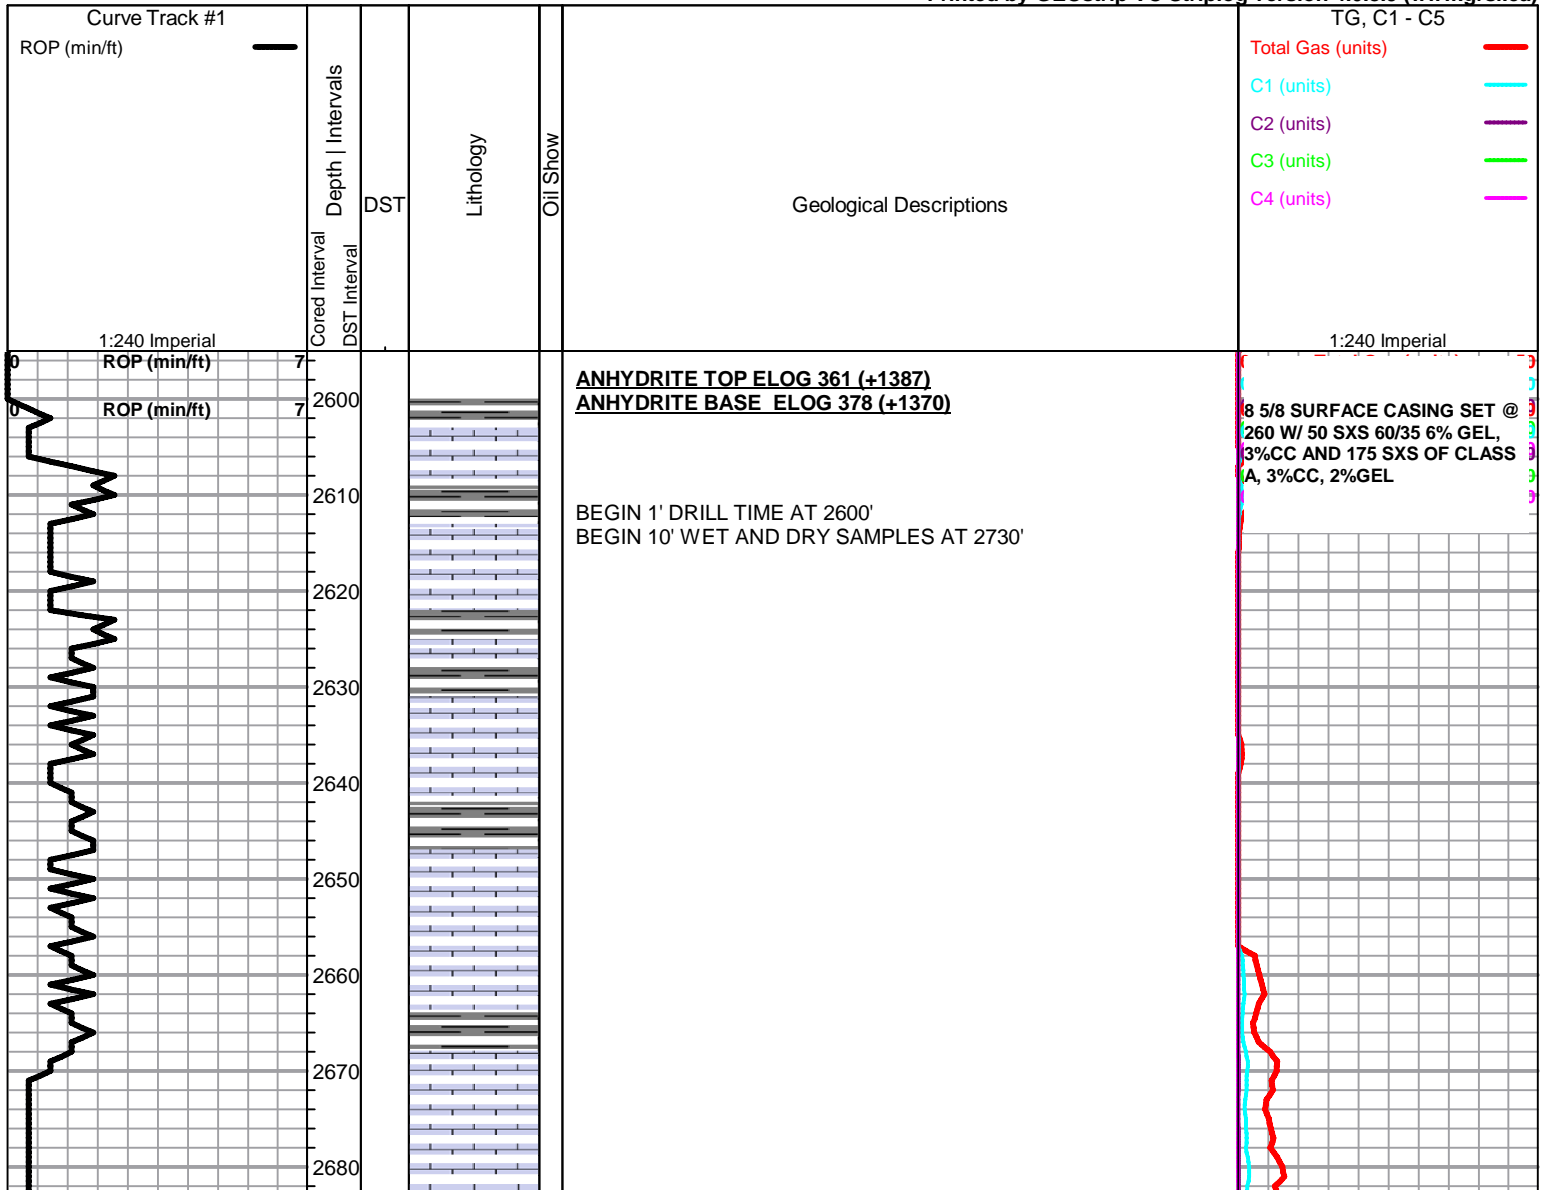 Curve Track #1
ROP (min/ft)
1:240 Imperial
Depth | Intervals
Cored Interval
DST Interval
DST
Lithology
Oil Show
Geological Descriptions
TG, C1 - C5
Total Gas (units)
C1 (units)
C2 (units)
C3 (units)
C4 (units)
1:240 Imperial
0 ROP (min/ft) 7
0 ROP (min/ft) 7
2600
2610
2620
2630
2640
2650
2660
2670
2680
ANHYDRITE TOP ELOG 361 (+1387)
ANHYDRITE BASE ELOG 378 (+1370)
BEGIN 1' DRILL TIME AT 2600'
BEGIN 10' WET AND DRY SAMPLES AT 2730'
8 5/8 SURFACE CASING SET @
260 W/ 50 SXS 60/35 6% GEL,
3%CC AND 175 SXS OF CLASS
A, 3%CC, 2%GEL